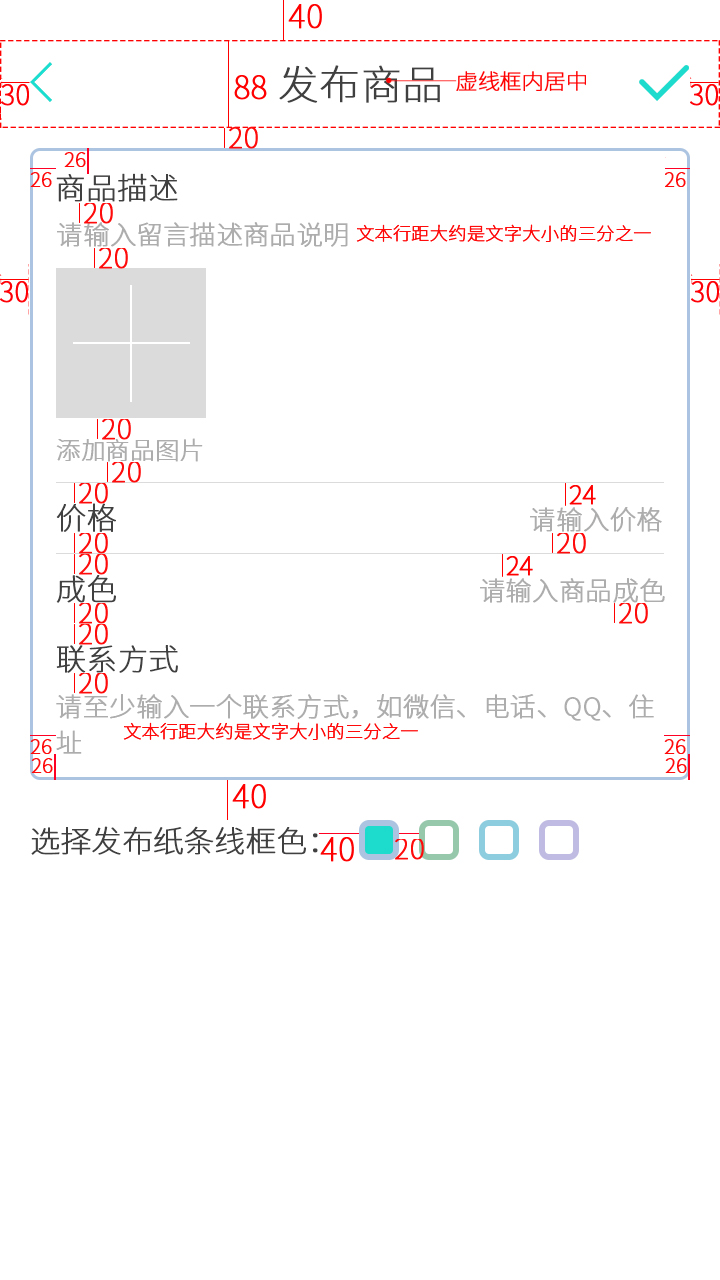 40
30 88 发布商品 虚线框内居中 30
20
26
26 26
商品描述
20
请输入留言描述商品说明 文本行距大约是文字大小的三分之一
20
30 30
20
添加商品图片
20
20 24
价格 请输入价格
20 20
20 24
成色 请输入商品成色
20 20
20
联系方式
20
请至少输入一个联系方式，如微信、电话、QQ、住
文本行距大约是文字大小的三分之一
址
26 26
26 26
40
选择发布纸条线框色：
40 20